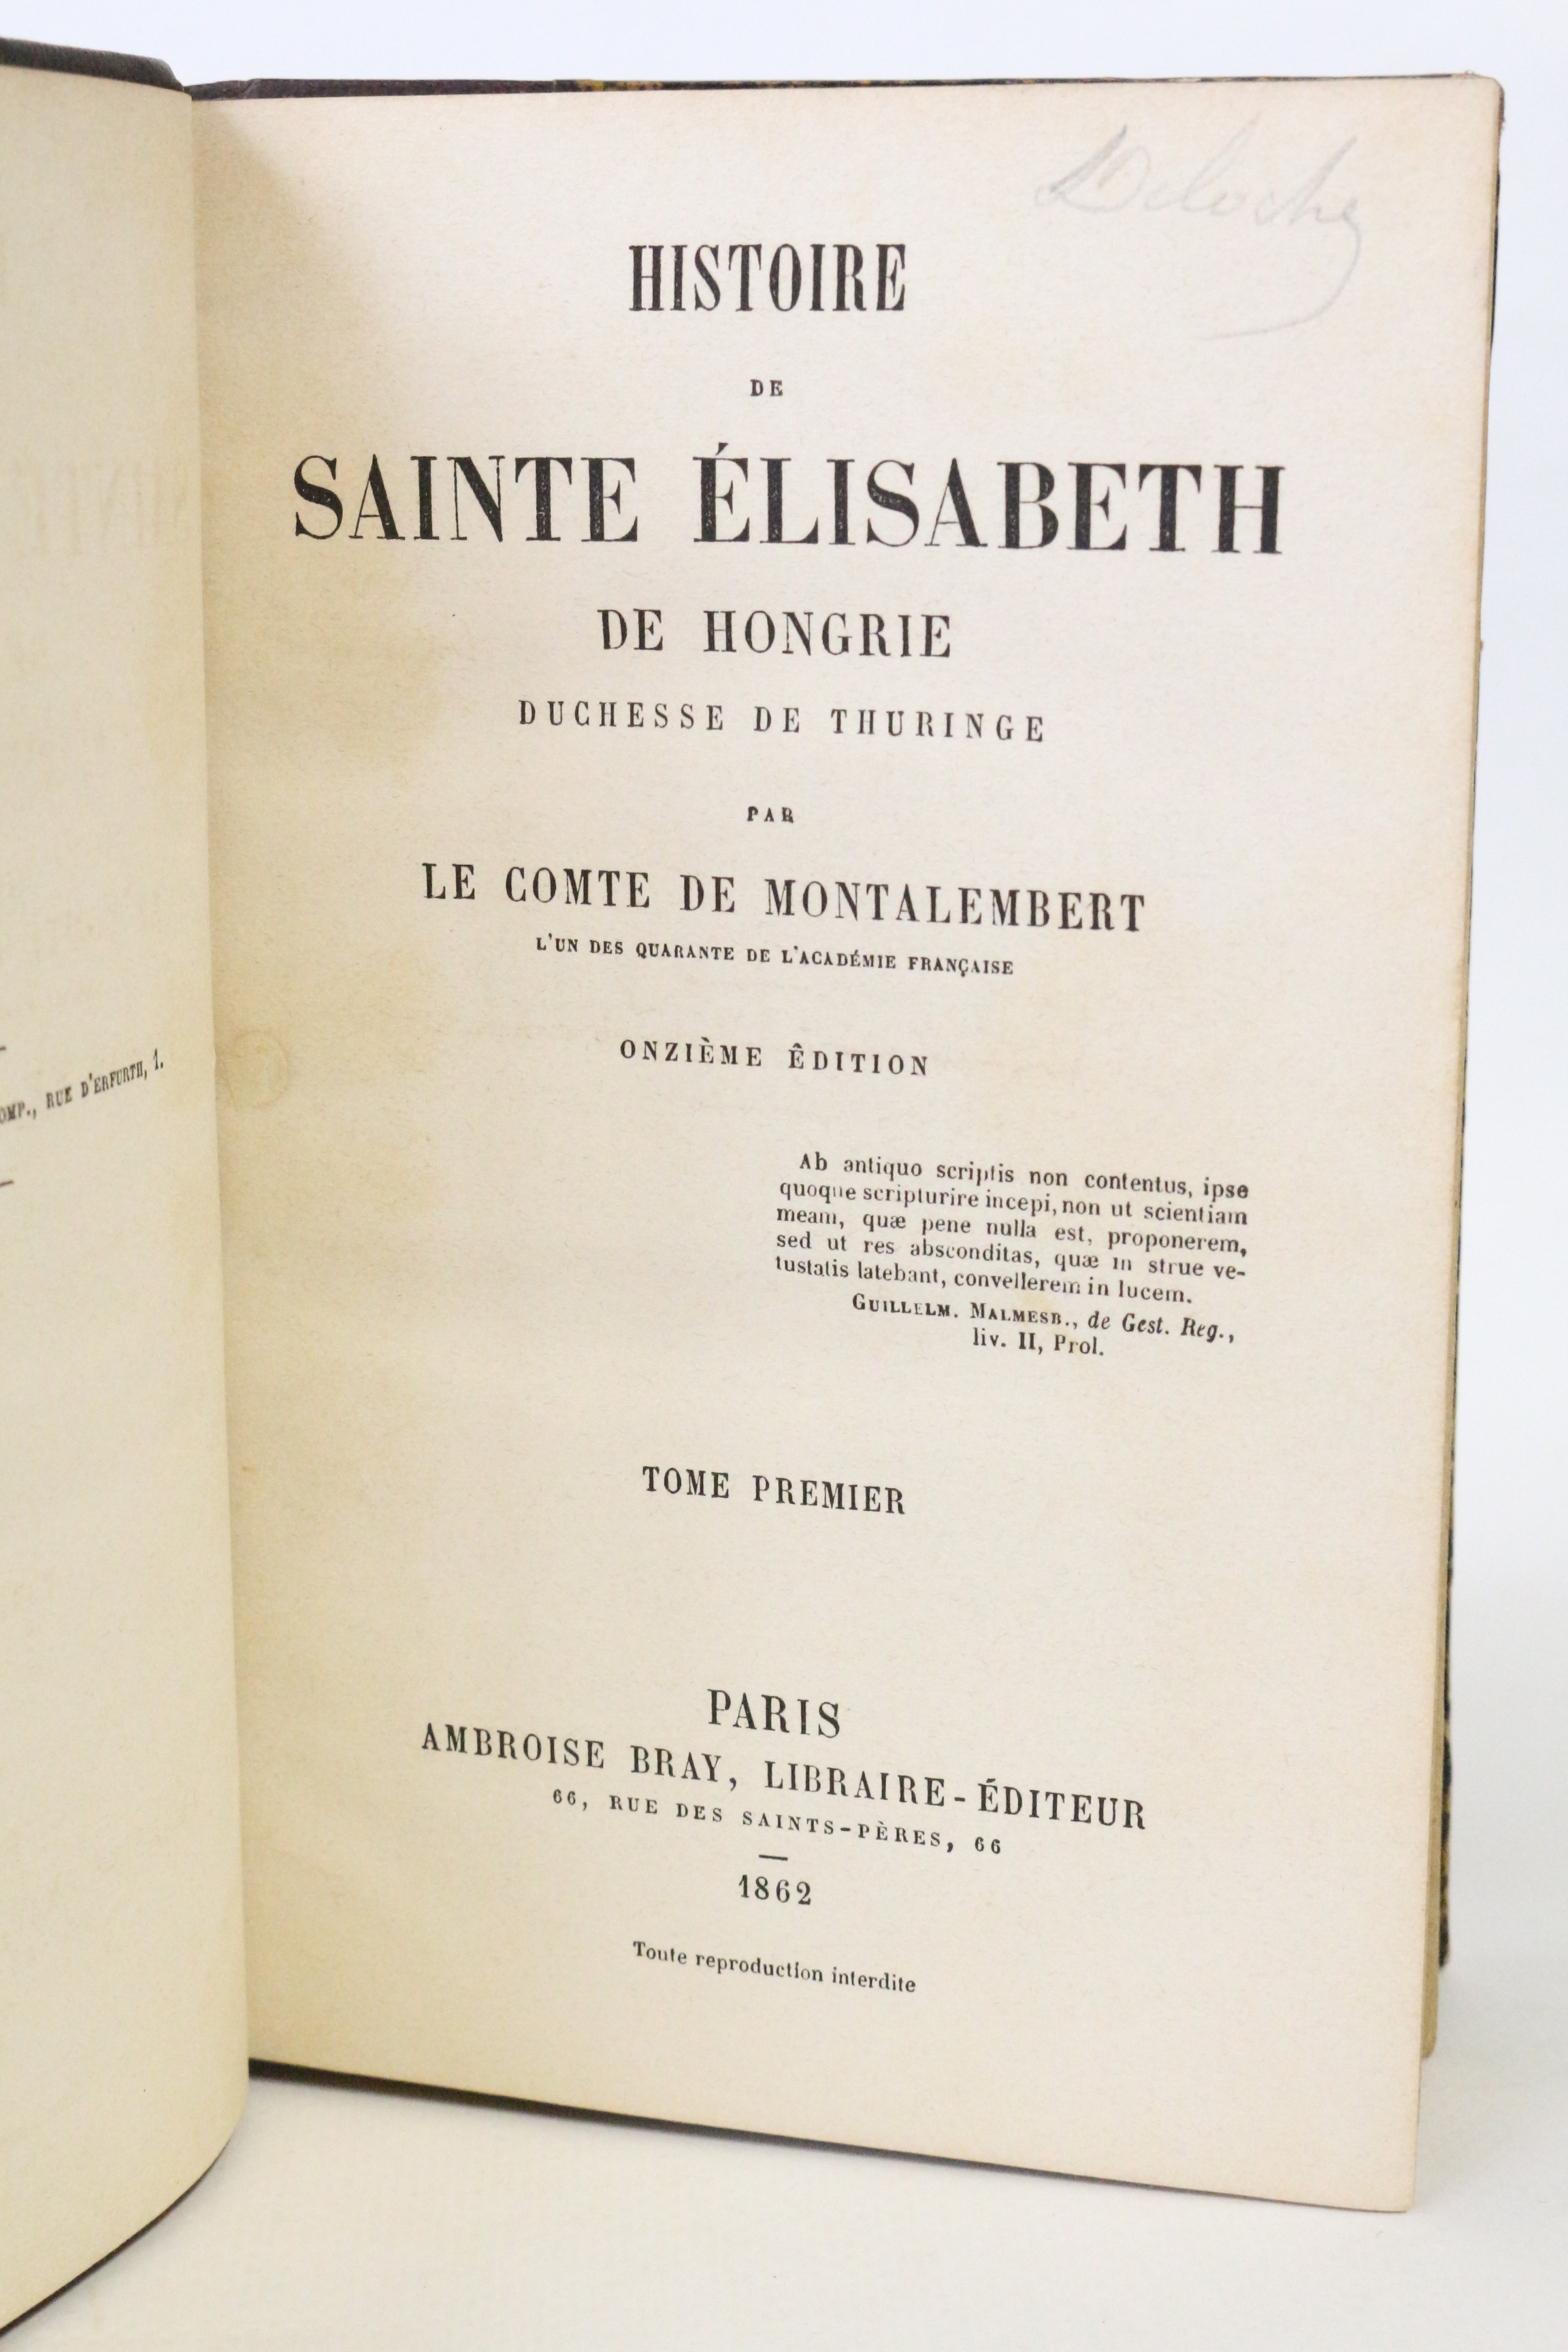 OMP., RUE D'ERFURTH, 1.
Deloche
HISTOIRE
DE
SAINTE ÉLISABETH
DE HONGRIE
DUCHESSE DE THURINGE
PAR
LE COMTE DE MONTALEMBERT
L'UN DES QUARANTE DE L'ACADÉMIE FRANÇAISE
ONZIÈME ÉDITION
Ab antiquo scriptis non contentus, ipse
quoque scripturire incepi, non ut scientiam
meam, quæ pene nulla est, proponerem,
sed ut res absconditas, quæ in strue ve-
tustatis latebant, convellerem in lucem.
GUILLELM. MALMESB., de Gest. Reg.,
liv. II, Prol.
TOME PREMIER
PARIS
AMBROISE BRAY, LIBRAIRE-ÉDITEUR
66, RUE DES SAINTS-PÈRES, 66
1862
Toute reproduction interdite